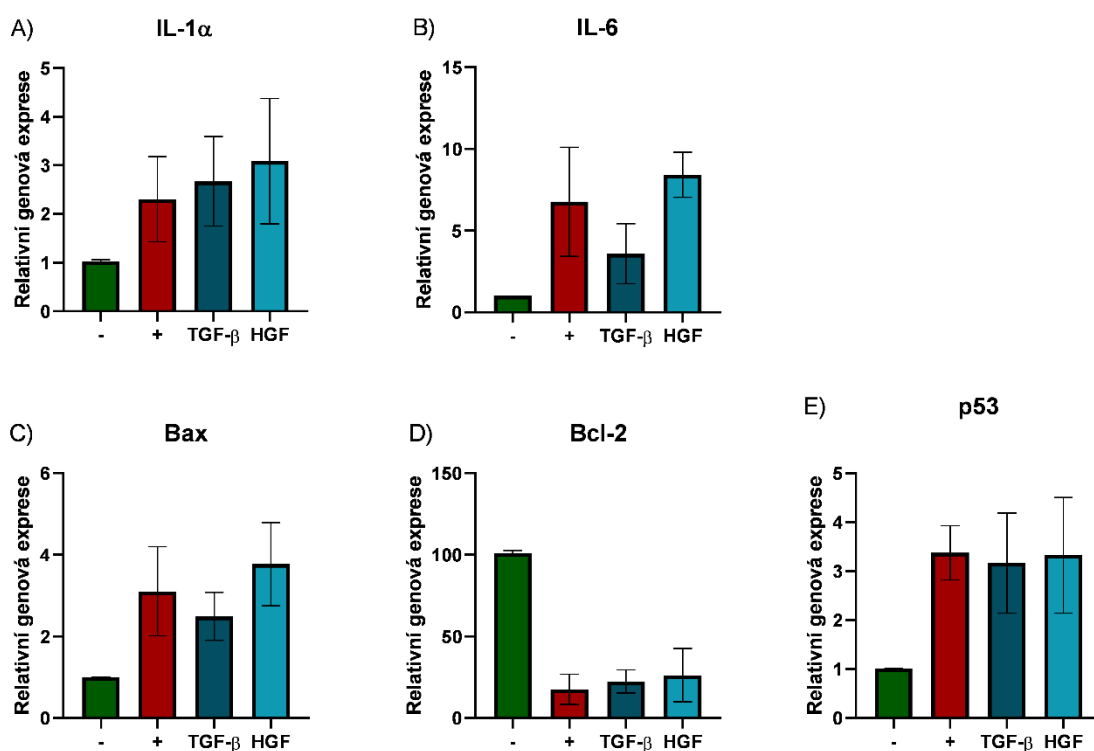 A) IL-1α
Relativní genová exprese
5
4
3
2
1
0
- + TGF-β HGF
B) IL-6
Relativní genová exprese
15
10
5
0
- + TGF-β HGF
C) Bax
Relativní genová exprese
6
4
2
0
- + TGF-β HGF
D) Bcl-2
Relativní genová exprese
150
100
50
0
- + TGF-β HGF
E) p53
Relativní genová exprese
5
4
3
2
1
0
- + TGF-β HGF